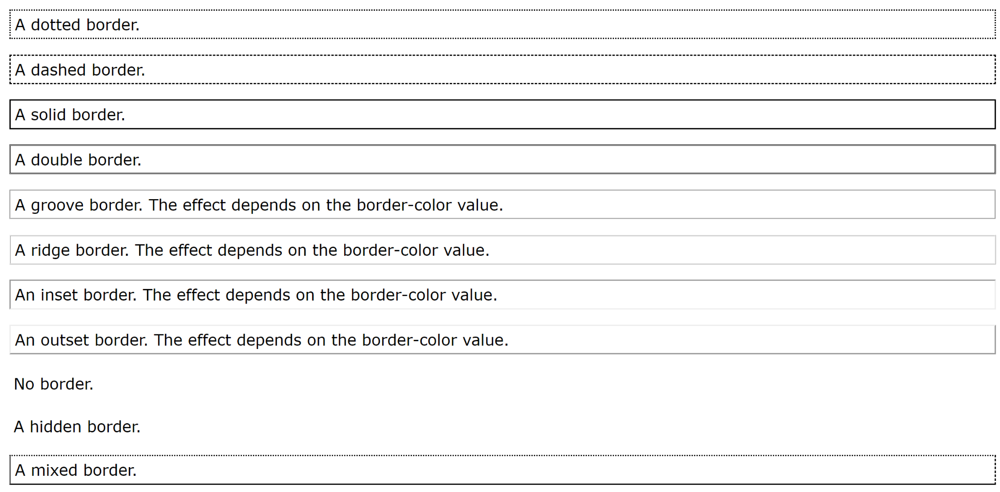 A dotted border.
A dashed border.
A solid border.
A double border.
A groove border. The effect depends on the border-color value.
A ridge border. The effect depends on the border-color value.
An inset border. The effect depends on the border-color value.
An outset border. The effect depends on the border-color value.
No border.
A hidden border.
A mixed border.